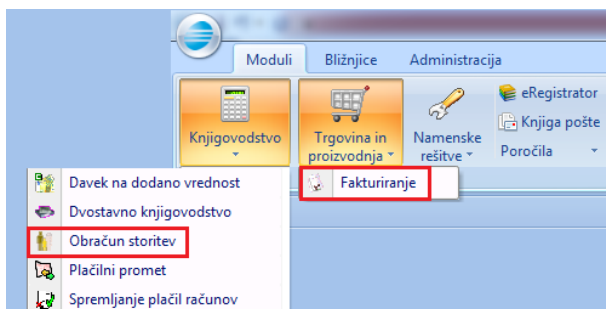 Moduli Bližnjice Administracija
Knjigovodstvo
Trgovina in
proizvodnja
Namenske
rešitve
eRegistrator
Knjiga pošte
Poročila
Davek na dodano vrednost
Dvostavno knjigovodstvo
Obračun storitev
Plačilni promet
Spremljanje plačil računov
Fakturiranje